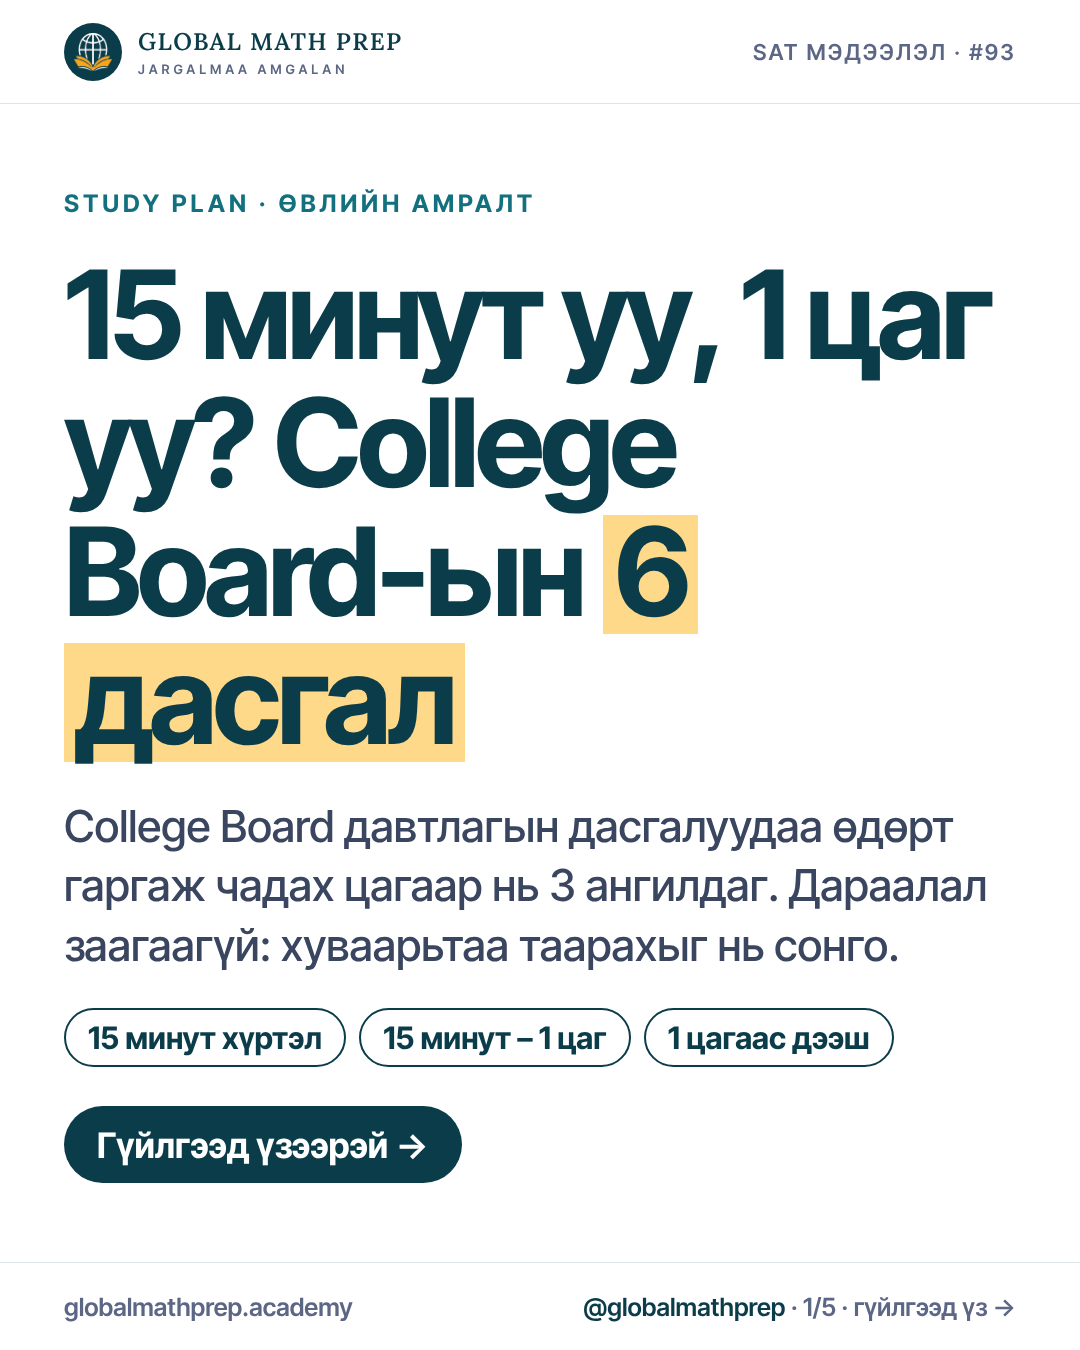 GLOBAL MATH PREP
JARGALMAA AMGALAN
SAT МЭДЭЭЛЭЛ · #93
STUDY PLAN · ӨВЛИЙН АМРАЛТ
15 минут уу, 1 цаг
уу? College
Board-ын 6
дасгал
College Board давтлагын дасгалуудаа өдөрт
гаргаж чадах цагаар нь 3 ангилдаг. Дараалал
заагаагүй: хуваарьтаа таарахыг нь сонго.
15 минут хүртэл
15 минут – 1 цаг
1 цагаас дээш
Гүйлгээд үзээрэй →
globalmathprep.academy
@globalmathprep · 1/5 · гүйлгээд үз →